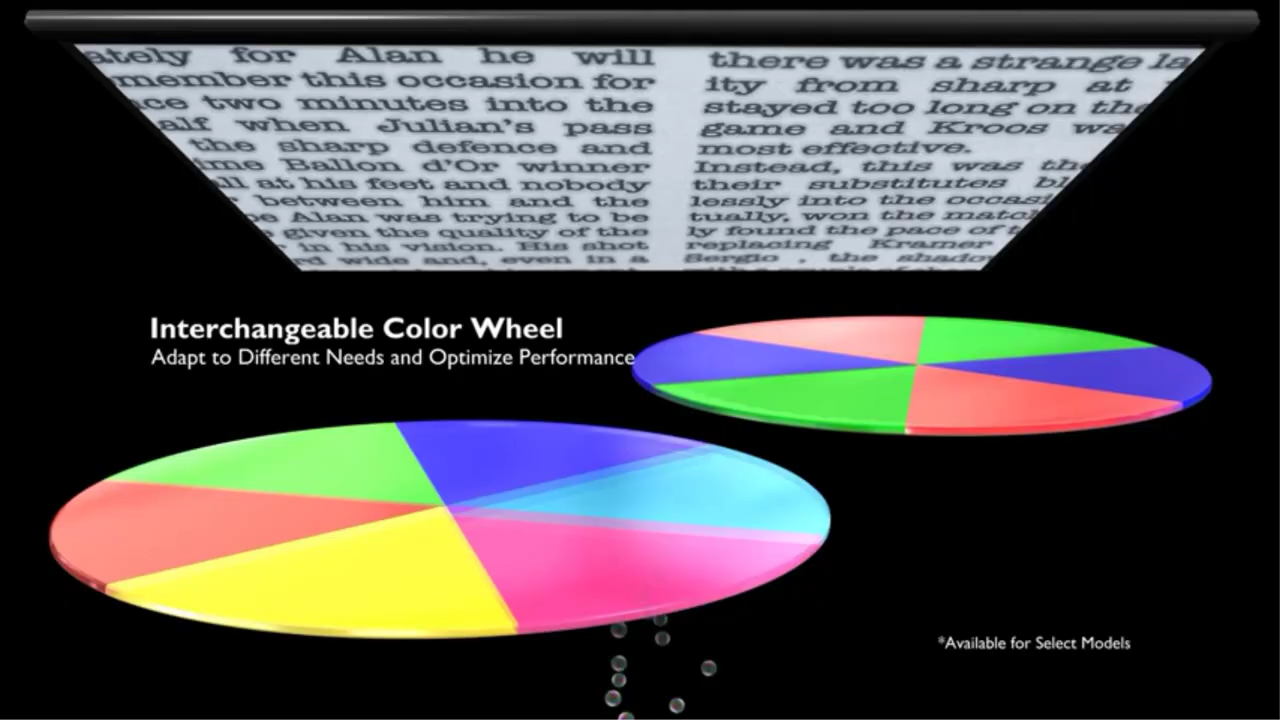 ately for Alan he will
member this occasion for
ce two minutes into the
alf when Julian's pass
the sharp defence and
me Ballon d'Or winner
ll at his feet and nobody
between him and the
e Alan was trying to be
given the quality of the
in his vision. His shot
rd wide and, even in a
there was a strange la
ity from sharp at
stayed too long on the
game and Kroos wa
most effective.
Instead, this was the
their substitutes bl
lessly into the occasi
tually, won the match
ly found the pace of t
replacing Kramer
Sergio , the shado
Interchangeable Color Wheel
Adapt to Different Needs and Optimize Performance
*Available for Select Models